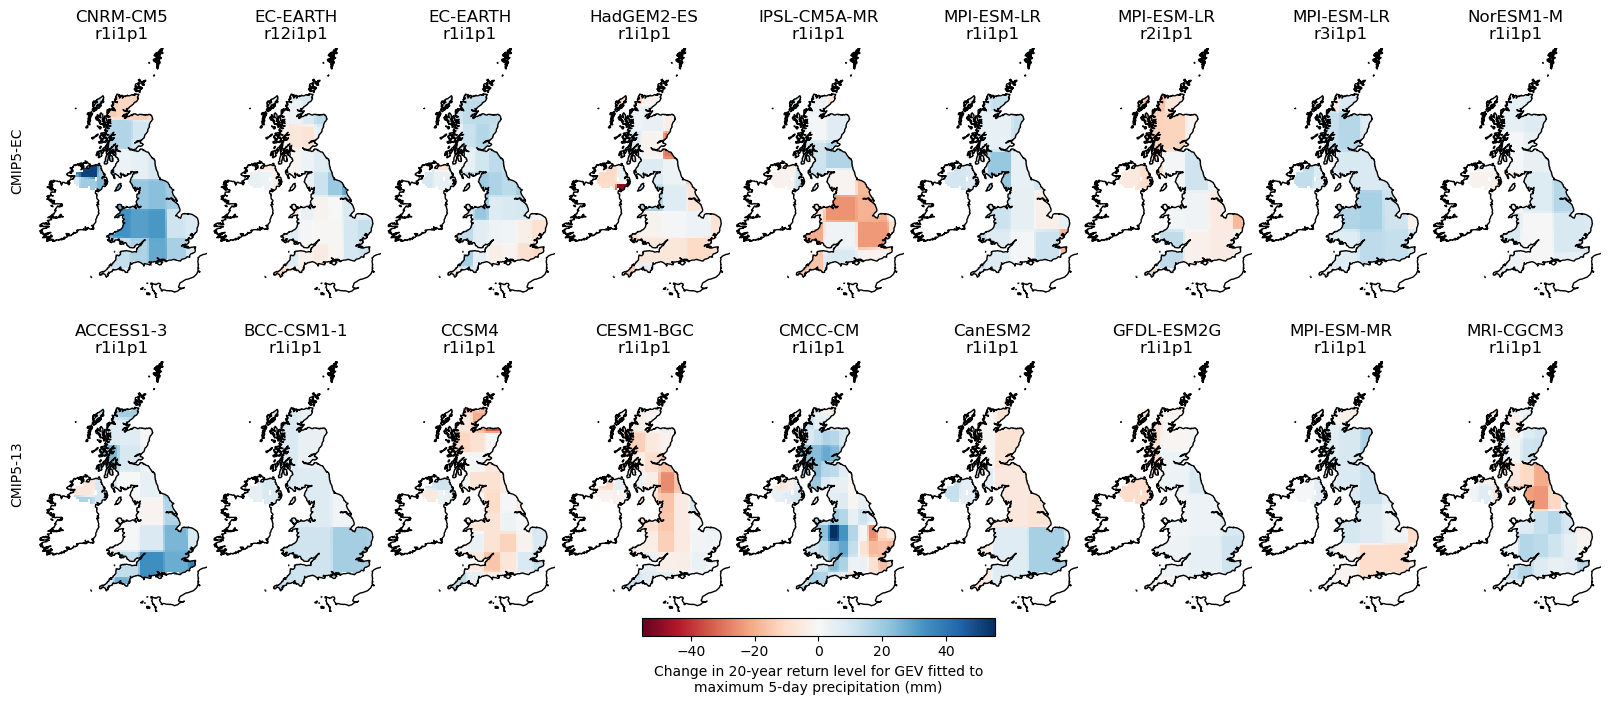 CNRM-CM5
r1i1p1
EC-EARTH
r12i1p1
EC-EARTH
r1i1p1
HadGEM2-ES
r1i1p1
IPSL-CM5A-MR
r1i1p1
MPI-ESM-LR
r1i1p1
MPI-ESM-LR
r2i1p1
MPI-ESM-LR
r3i1p1
NorESM1-M
r1i1p1
CMIP5-EC
ACCESS1-3
r1i1p1
BCC-CSM1-1
r1i1p1
CCSM4
r1i1p1
CESM1-BGC
r1i1p1
CMCC-CM
r1i1p1
CanESM2
r1i1p1
GFDL-ESM2G
r1i1p1
MPI-ESM-MR
r1i1p1
MRI-CGCM3
r1i1p1
CMIP5-13
−40 −20 0 20 40
Change in 20-year return level for GEV fitted to
maximum 5-day precipitation (mm)